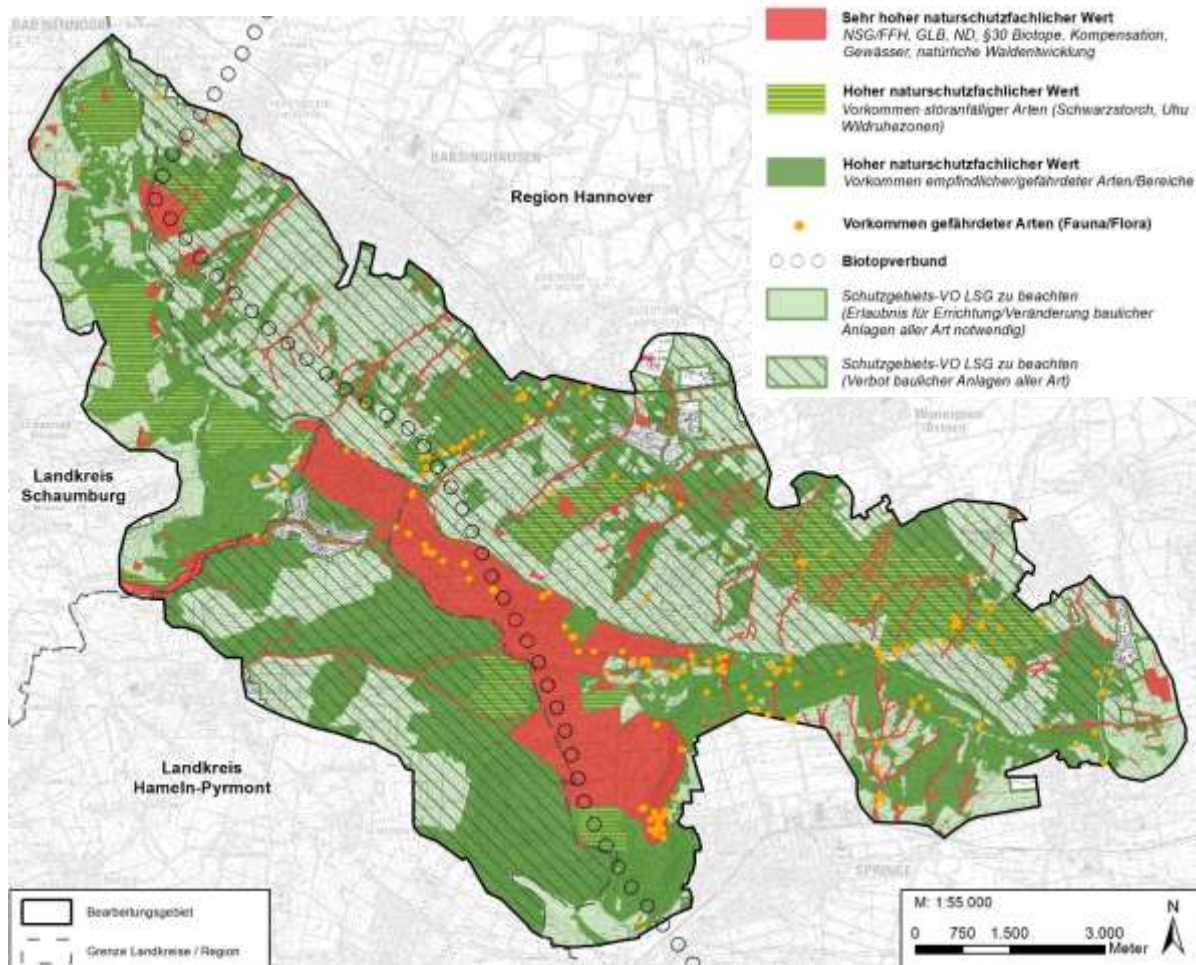 Sehr hoher naturschutzfachlicher Wert
NSG/FFH, GLB, ND, §30 Biotope, Kompensation,
Gewässer, natürliche Waldentwicklung
Hoher naturschutzfachlicher Wert
Vorkommen störanfälliger Arten (Schwarzstorch, Uhu
Wildruhezonen)
Hoher naturschutzfachlicher Wert
Vorkommen empfindlicher/gefährdeter Arten/Bereiche
Vorkommen gefährdeter Arten (Fauna/Flora)
Biotopverbund
Schutzgebiets-VO LSG zu beachten
(Erlaubnis für Errichtung/Veränderung baulicher
Anlagen aller Art notwendig)
Schutzgebiets-VO LSG zu beachten
(Verbot baulicher Anlagen aller Art)
BARSINGHAUSEN
Region Hannover
Landkreis
Schaumburg
Landkreis
Hameln-Pyrmont
SPRINGE
Bearbeitungsgebiet
Grenze Landkreise / Region
M: 1:55.000
N
0 750 1.500 3.000
Meter